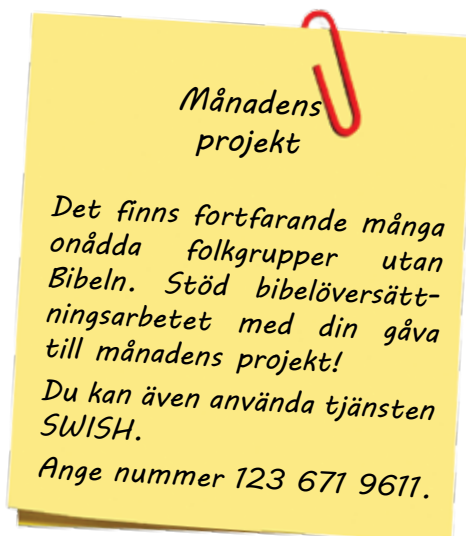 Månadens
projekt
Det finns fortfarande många
onådda folkgrupper utan
Bibeln. Stöd bibelöversätt-
ningsarbetet med din gåva
till månadens projekt!
Du kan även använda tjänsten
SWISH.
Ange nummer 123 671 9611.